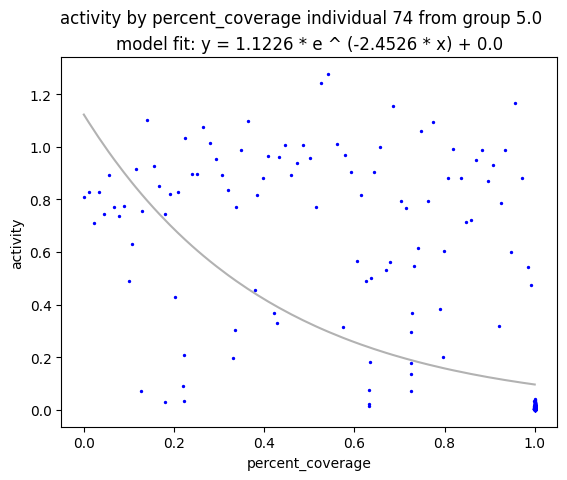 activity by percent_coverage individual 74 from group 5.0
model fit: y = 1.1226 * e ^ (-2.4526 * x) + 0.0
1.2
1.0
0.8
0.6
0.4
0.2
0.0
activity
0.0 0.2 0.4 0.6 0.8 1.0
percent_coverage